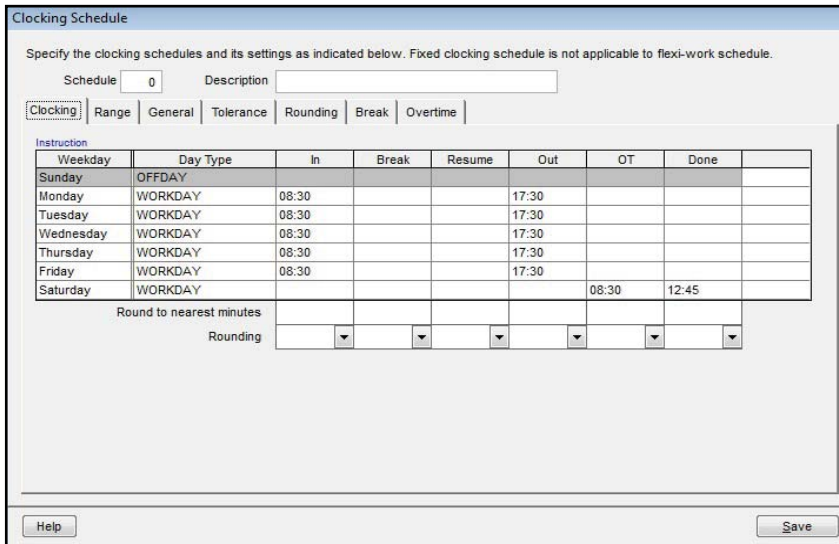 Clocking Schedule
Specify the clocking schedules and its settings as indicated below. Fixed clocking schedule is not applicable to flexi-work schedule.
Schedule 0 Description
Clocking Range General Tolerance Rounding Break Overtime
Instruction
Weekday Day Type In Break Resume Out OT Done
Sunday OFFDAY
Monday WORKDAY 08:30 17:30
Tuesday WORKDAY 08:30 17:30
Wednesday WORKDAY 08:30 17:30
Thursday WORKDAY 08:30 17:30
Friday WORKDAY 08:30 17:30
Saturday WORKDAY 08:30 12:45
Round to nearest minutes
Rounding
Help Save